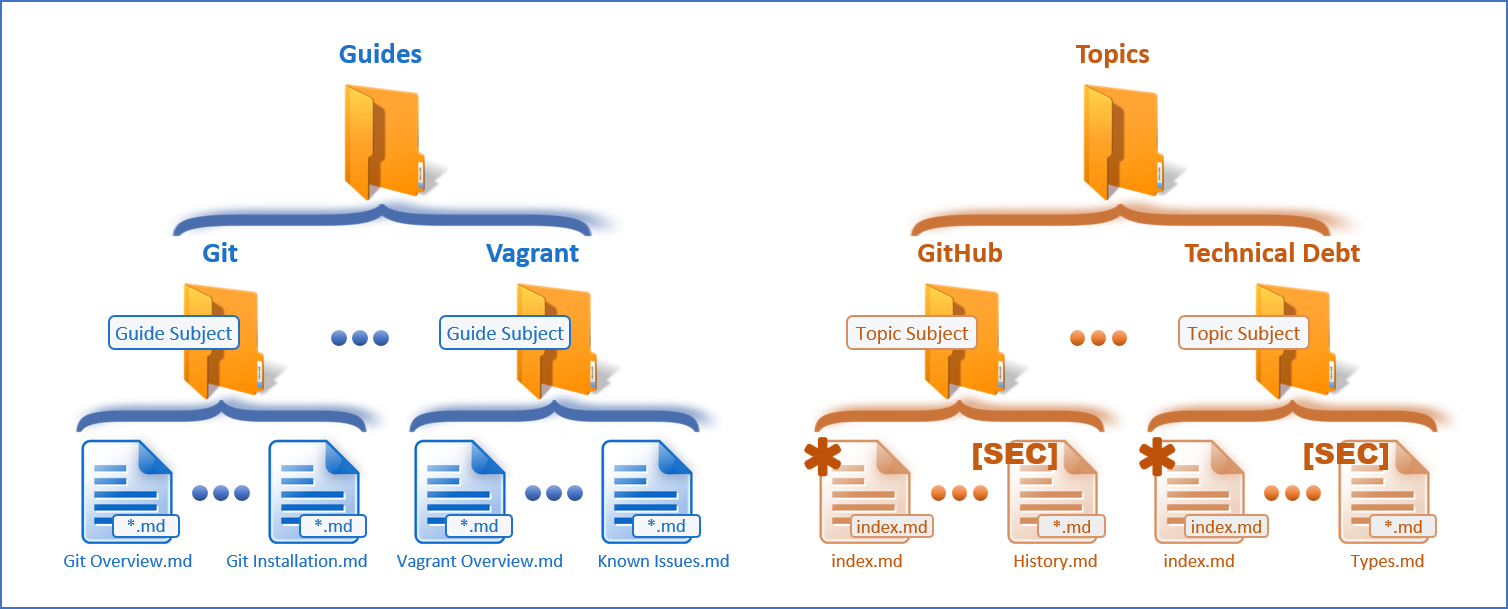 Guides
Topics
Git
Vagrant
GitHub
Technical Debt
Guide Subject
Guide Subject
Topic Subject
Topic Subject
*.md
*.md
*.md
*.md
[SEC]
[SEC]
index.md
*.md
index.md
*.md
Git Overview.md
Git Installation.md
Vagrant Overview.md
Known Issues.md
index.md
History.md
index.md
Types.md